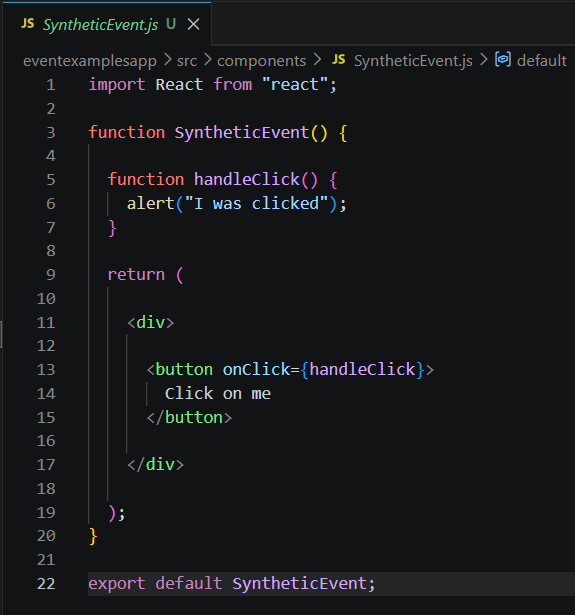 JS SyntheticEvent.js U ×
eventexamplesapp > src > components > JS SyntheticEvent.js > default
1 import React from "react";
2
3 function SyntheticEvent() {
4
5   function handleClick() {
6     alert("I was clicked");
7   }
8
9   return (
10
11     <div>
12
13       <button onClick={handleClick}>
14         Click on me
15       </button>
16
17     </div>
18
19   );
20 }
21
22 export default SyntheticEvent;